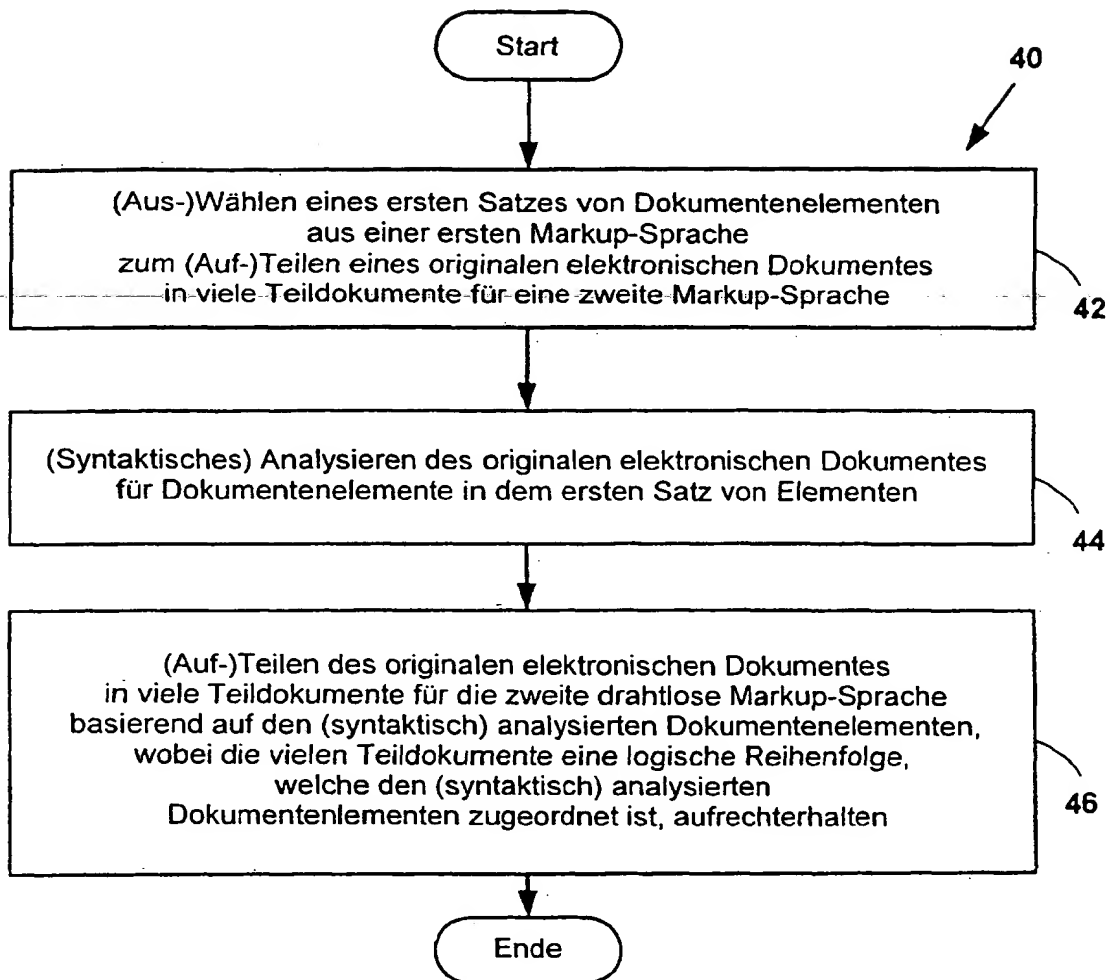 Start
40
(Aus-)Wählen eines ersten Satzes von Dokumentenelementen
aus einer ersten Markup-Sprache
zum (Auf-)Teilen eines originalen elektronischen Dokumentes
in viele Teildokumente für eine zweite Markup-Sprache
42
(Syntaktisches) Analysieren des originalen elektronischen Dokumentes
für Dokumentenelemente in dem ersten Satz von Elementen
44
(Auf-)Teilen des originalen elektronischen Dokumentes
in viele Teildokumente für die zweite drahtlose Markup-Sprache
basierend auf den (syntaktisch) analysierten Dokumentenelementen,
wobei die vielen Teildokumente eine logische Reihenfolge,
welche den (syntaktisch) analysierten
Dokumentenlementen zugeordnet ist, aufrechterhalten
46
Ende